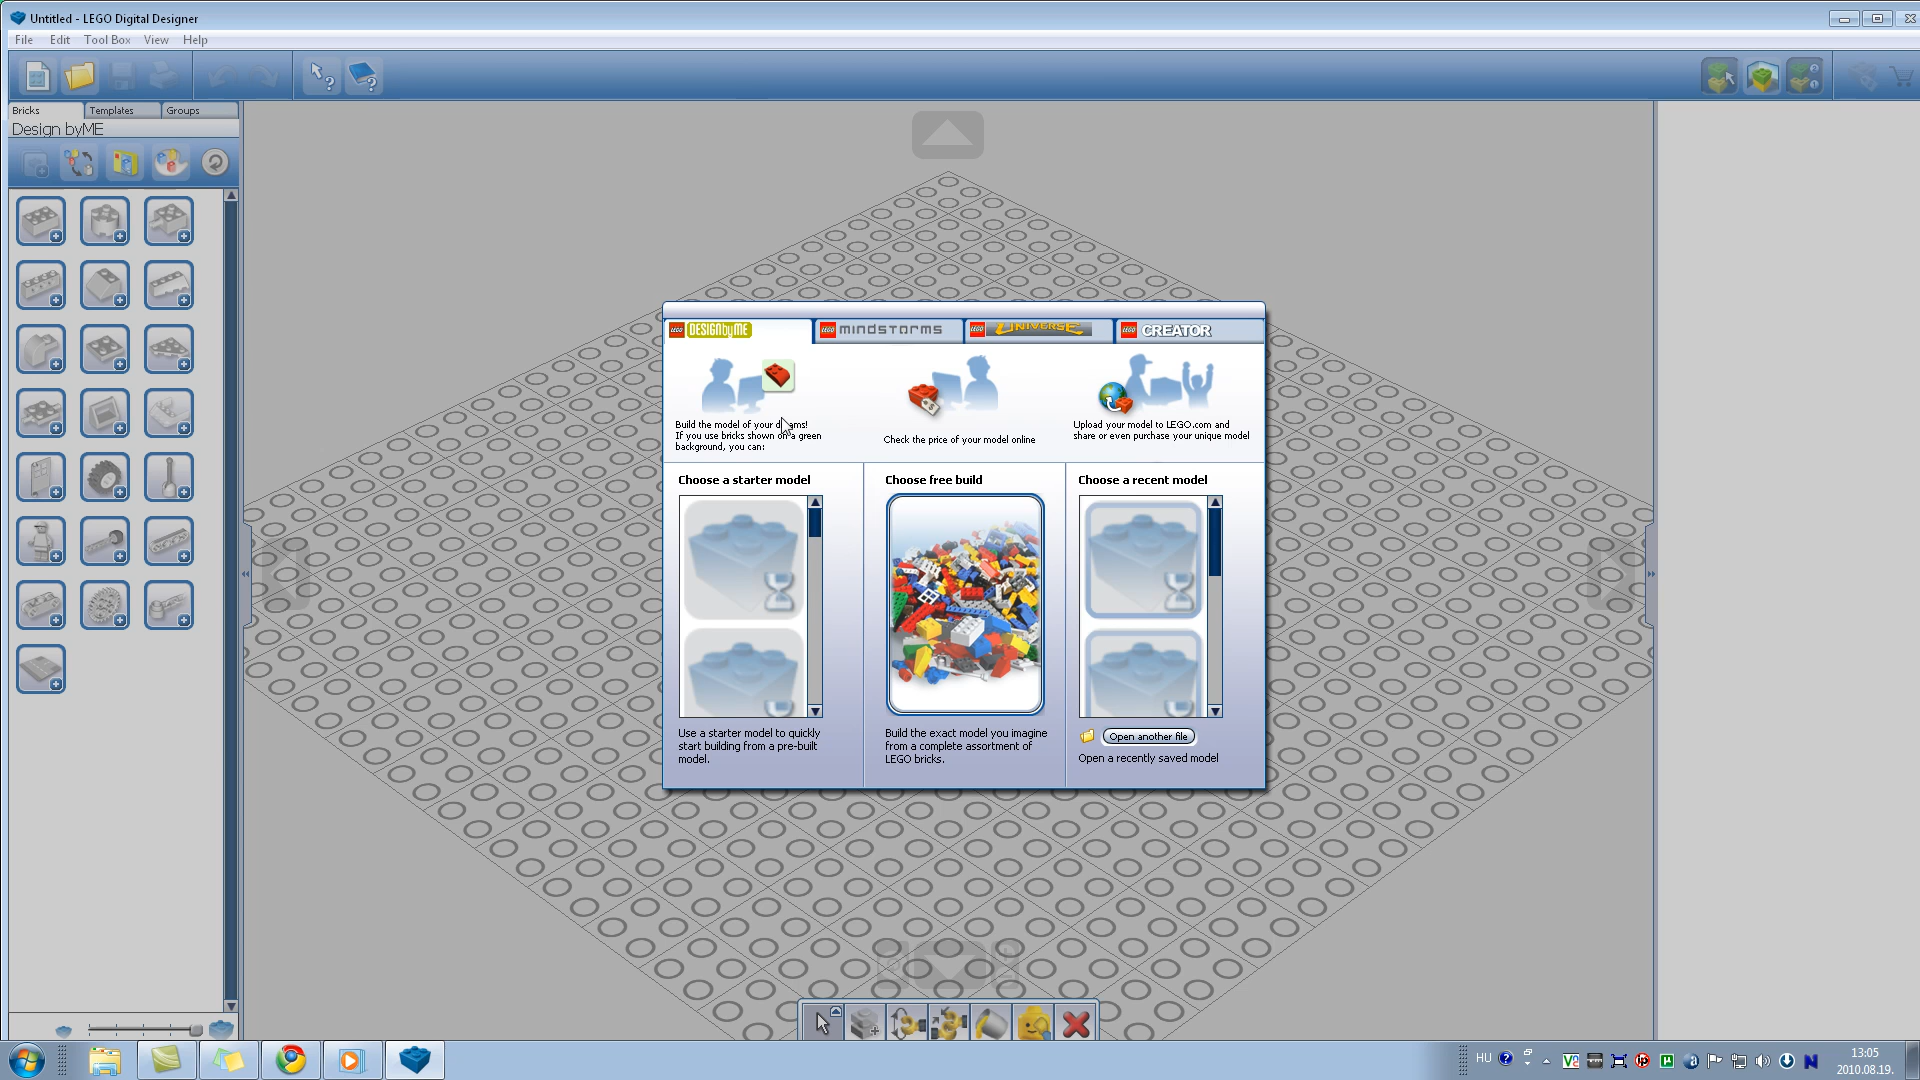 Untitled - LEGO Digital Designer
File Edit Tool Box View Help
Bricks Templates Groups
Design byME
LEGO DESIGNbyME
LEGO mINDSTORMS
LEGO UNIVERSE
LEGO CREATOR
Build the model of your
If you use bricks shown on a green
background, you can:
Check the price of your model online
Upload your model to LEGO.com and
share or even purchase your unique model
Choose a starter model
Use a starter model to quickly
start building from a pre-built
model.
Choose free build
Build the exact model you imagine
from a complete assortment of
LEGO bricks.
Choose a recent model
Open another file
Open a recently saved model
HU
13:05
2010.08.19.